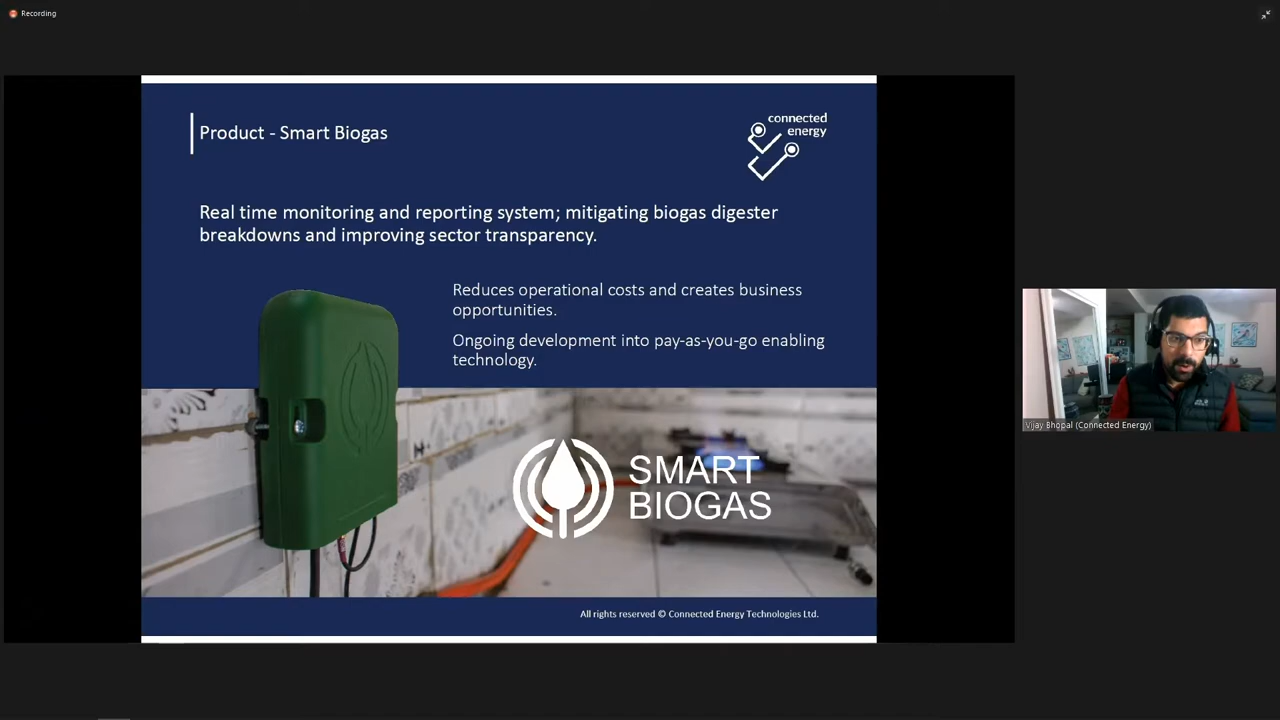 Recording
Product - Smart Biogas
connected
energy
Real time monitoring and reporting system; mitigating biogas digester
breakdowns and improving sector transparency.
Reduces operational costs and creates business
opportunities.
Ongoing development into pay-as-you-go enabling
technology.
SMART
BIOGAS
All rights reserved © Connected Energy Technologies Ltd.
Vijay Bhopal (Connected Energy)